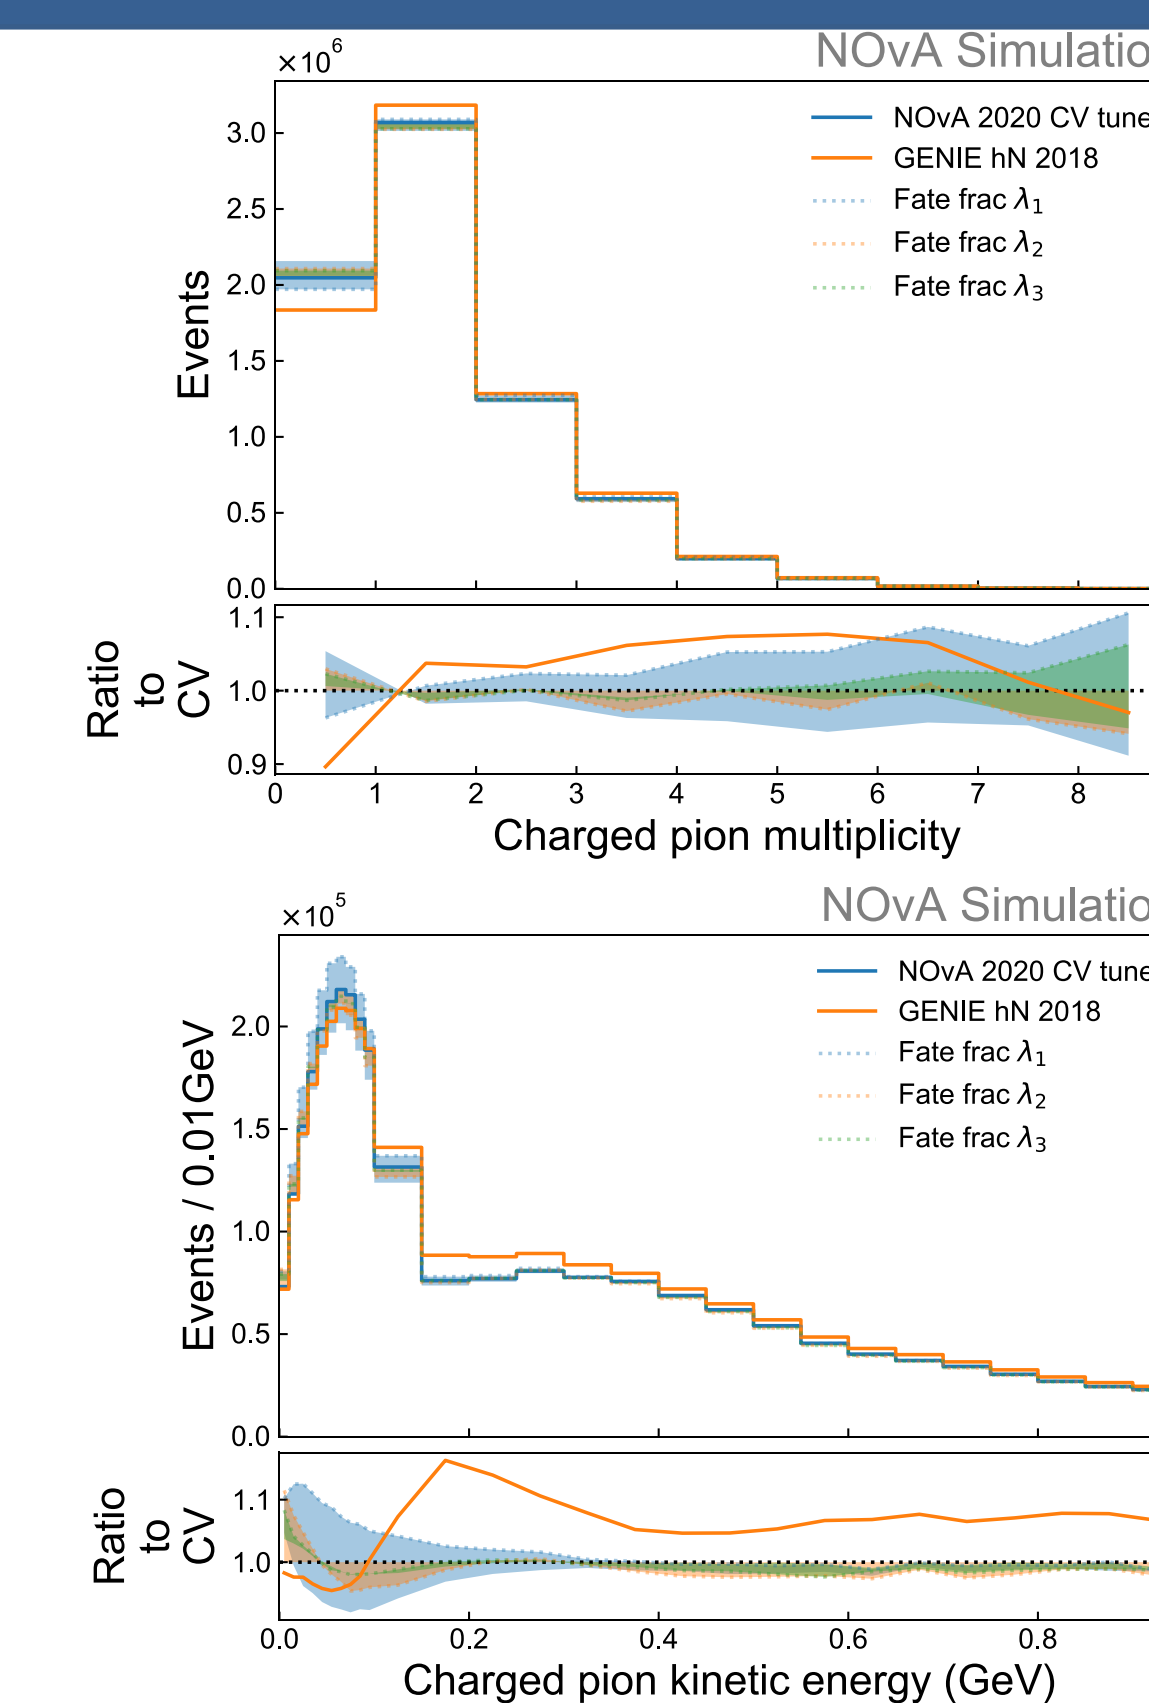 ×10⁶
NOvA Simulatio
NOvA 2020 CV tune
GENIE hN 2018
Fate frac λ₁
Fate frac λ₂
Fate frac λ₃
Events
3.0
2.5
2.0
1.5
1.0
0.5
0.0
Ratio
to
CV
1.1
1.0
0.9
0 1 2 3 4 5 6 7 8
Charged pion multiplicity
×10⁵
NOvA Simulatio
NOvA 2020 CV tune
GENIE hN 2018
Fate frac λ₁
Fate frac λ₂
Fate frac λ₃
Events / 0.01GeV
2.0
1.5
1.0
0.5
0.0
Ratio
to
CV
1.1
1.0
0.0 0.2 0.4 0.6 0.8
Charged pion kinetic energy (GeV)